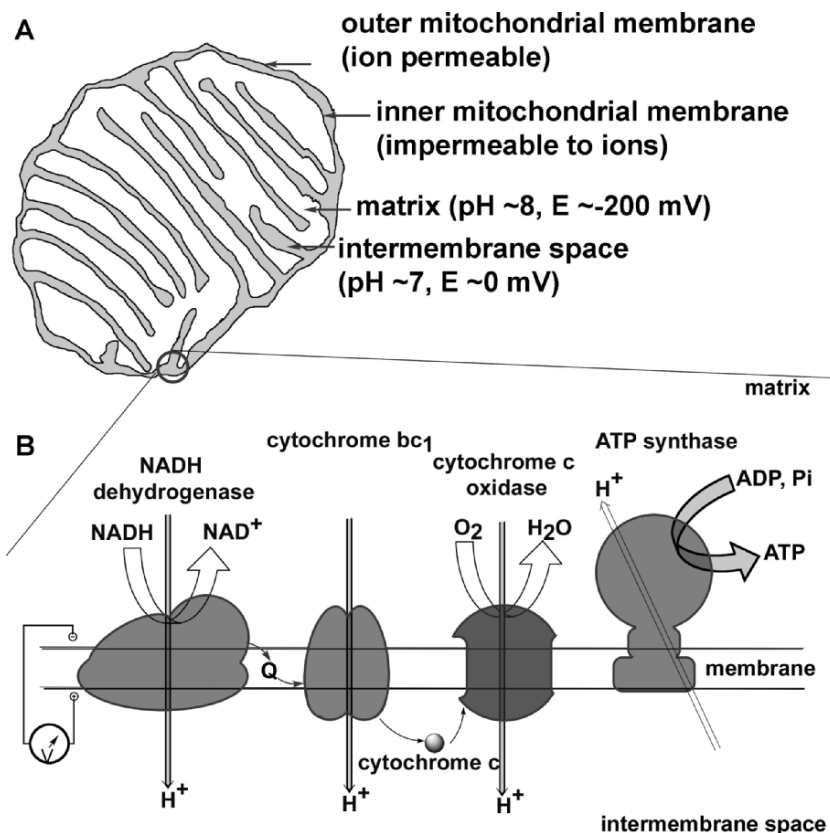 A
outer mitochondrial membrane
(ion permeable)
inner mitochondrial membrane
(impermeable to ions)
matrix (pH ~8, E ~-200 mV)
intermembrane space
(pH ~7, E ~0 mV)
matrix
B
NADH
dehydrogenase
cytochrome bc1
cytochrome c
oxidase
ATP synthase
NADH
NAD+
O2
H2O
H+
ADP, Pi
ATP
-
Q
membrane
+
V
cytochrome c
H+
H+
H+
intermembrane space